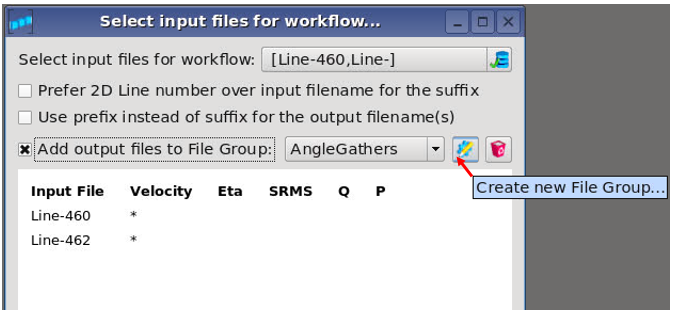 Select input files for workflow...
Select input files for workflow: [Line-460,Line-]
Prefer 2D Line number over input filename for the suffix
Use prefix instead of suffix for the output filename(s)
Add output files to File Group: AngleGathers
Create new File Group...
Input File Velocity Eta SRMS Q P
Line-460 *
Line-462 *